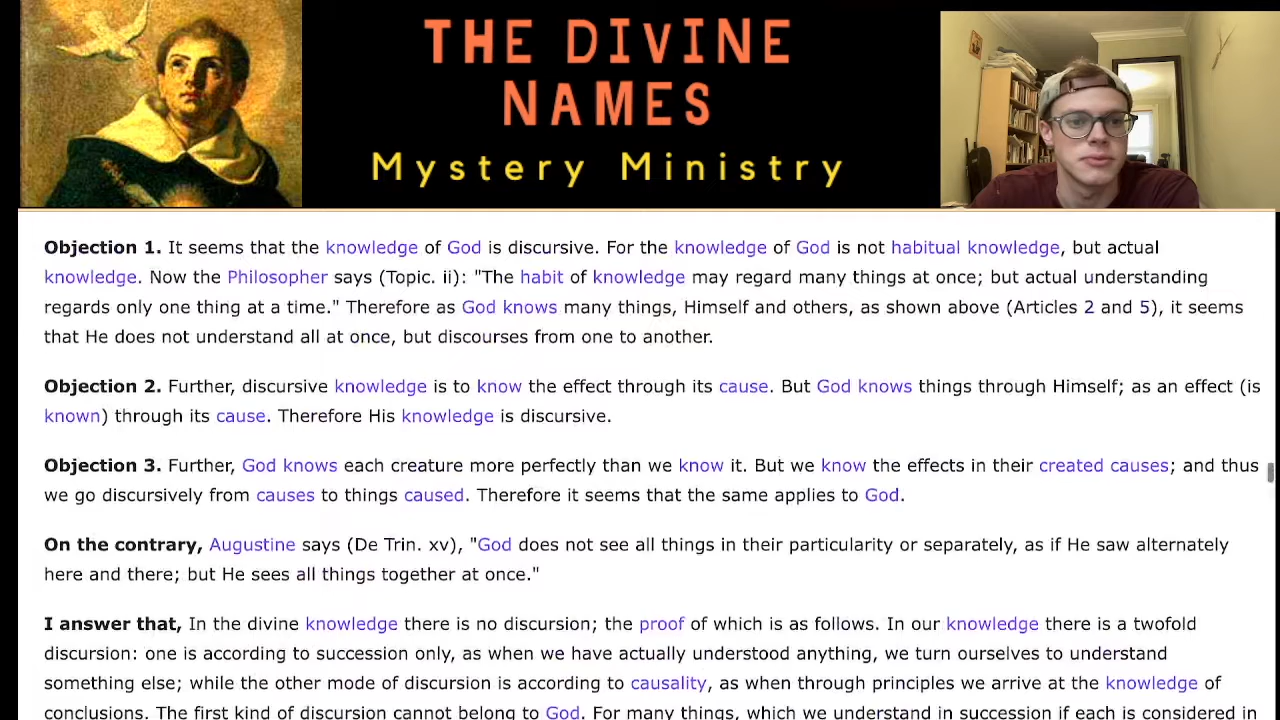 THE DIVINE
NAMES
Mystery Ministry
Objection 1. It seems that the knowledge of God is discursive. For the knowledge of God is not habitual knowledge, but actual
knowledge. Now the Philosopher says (Topic. ii): "The habit of knowledge may regard many things at once; but actual understanding
regards only one thing at a time." Therefore as God knows many things, Himself and others, as shown above (Articles 2 and 5), it seems
that He does not understand all at once, but discourses from one to another.
Objection 2. Further, discursive knowledge is to know the effect through its cause. But God knows things through Himself; as an effect (is
known) through its cause. Therefore His knowledge is discursive.
Objection 3. Further, God knows each creature more perfectly than we know it. But we know the effects in their created causes; and thus
we go discursively from causes to things caused. Therefore it seems that the same applies to God.
On the contrary, Augustine says (De Trin. xv), "God does not see all things in their particularity or separately, as if He saw alternately
here and there; but He sees all things together at once."
I answer that, In the divine knowledge there is no discursion; the proof of which is as follows. In our knowledge there is a twofold
discursion: one is according to succession only, as when we have actually understood anything, we turn ourselves to understand
something else; while the other mode of discursion is according to causality, as when through principles we arrive at the knowledge of
conclusions. The first kind of discursion cannot belong to God. For many things, which we understand in succession if each is considered in